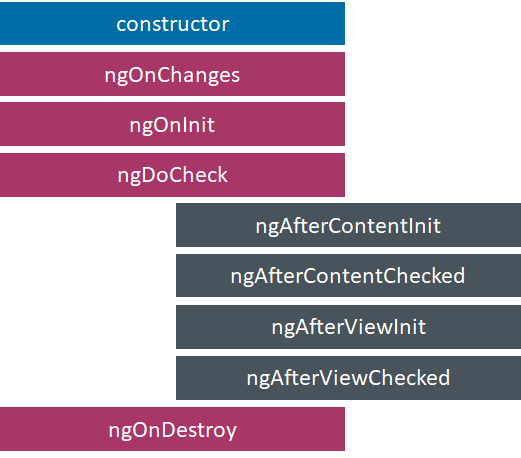 constructor
ngOnChanges
ngOnInit
ngDoCheck
ngAfterContentInit
ngAfterContentChecked
ngAfterViewInit
ngAfterViewChecked
ngOnDestroy